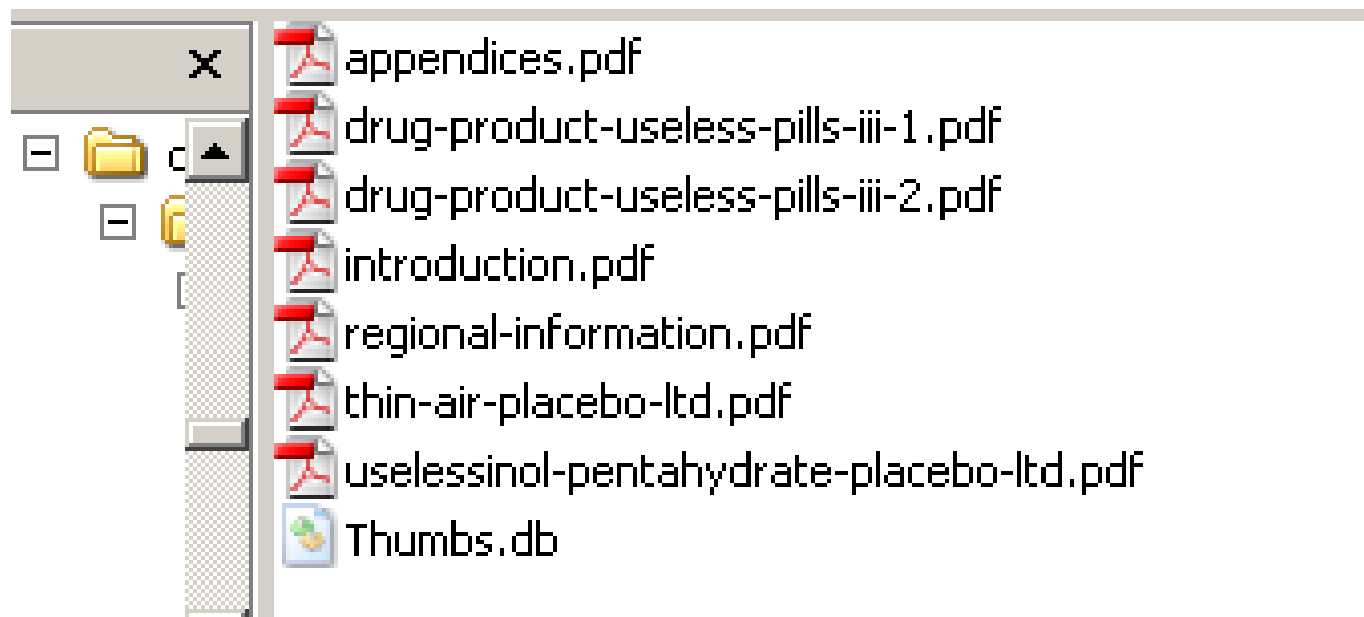 appendices.pdf
drug-product-useless-pills-iii-1.pdf
drug-product-useless-pills-iii-2.pdf
introduction.pdf
regional-information.pdf
thin-air-placebo-ltd.pdf
uselessinol-pentahydrate-placebo-ltd.pdf
Thumbs.db